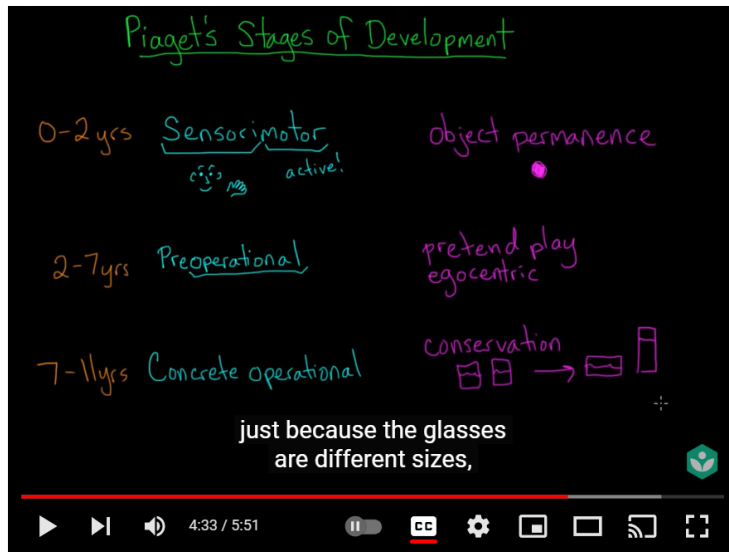 Piaget's Stages of Development
0-2 yrs Sensorimotor object permanence
active!
2-7yrs Preoperational pretend play
egocentric
conservation
7-11yrs Concrete operational
just because the glasses
are different sizes,
4:33 / 5:51 CC